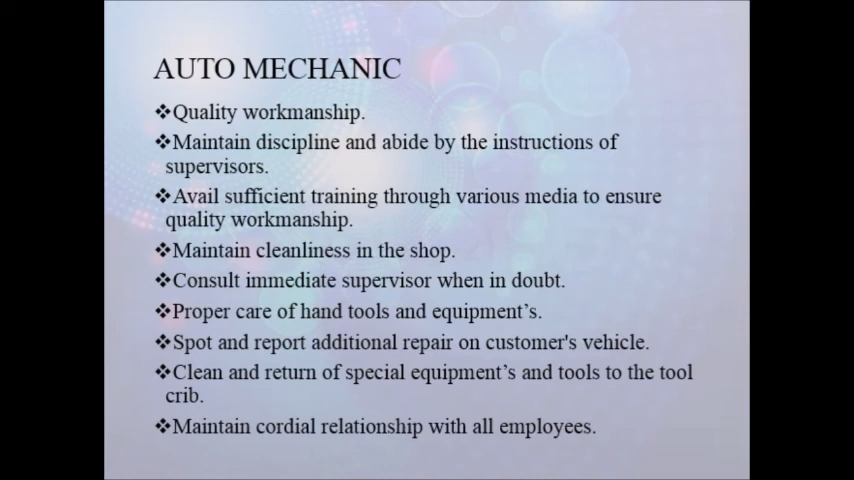 AUTO MECHANIC
❖Quality workmanship.
❖Maintain discipline and abide by the instructions of
supervisors.
❖Avail sufficient training through various media to ensure
quality workmanship.
❖Maintain cleanliness in the shop.
❖Consult immediate supervisor when in doubt.
❖Proper care of hand tools and equipment’s.
❖Spot and report additional repair on customer's vehicle.
❖Clean and return of special equipment’s and tools to the tool
crib.
❖Maintain cordial relationship with all employees.